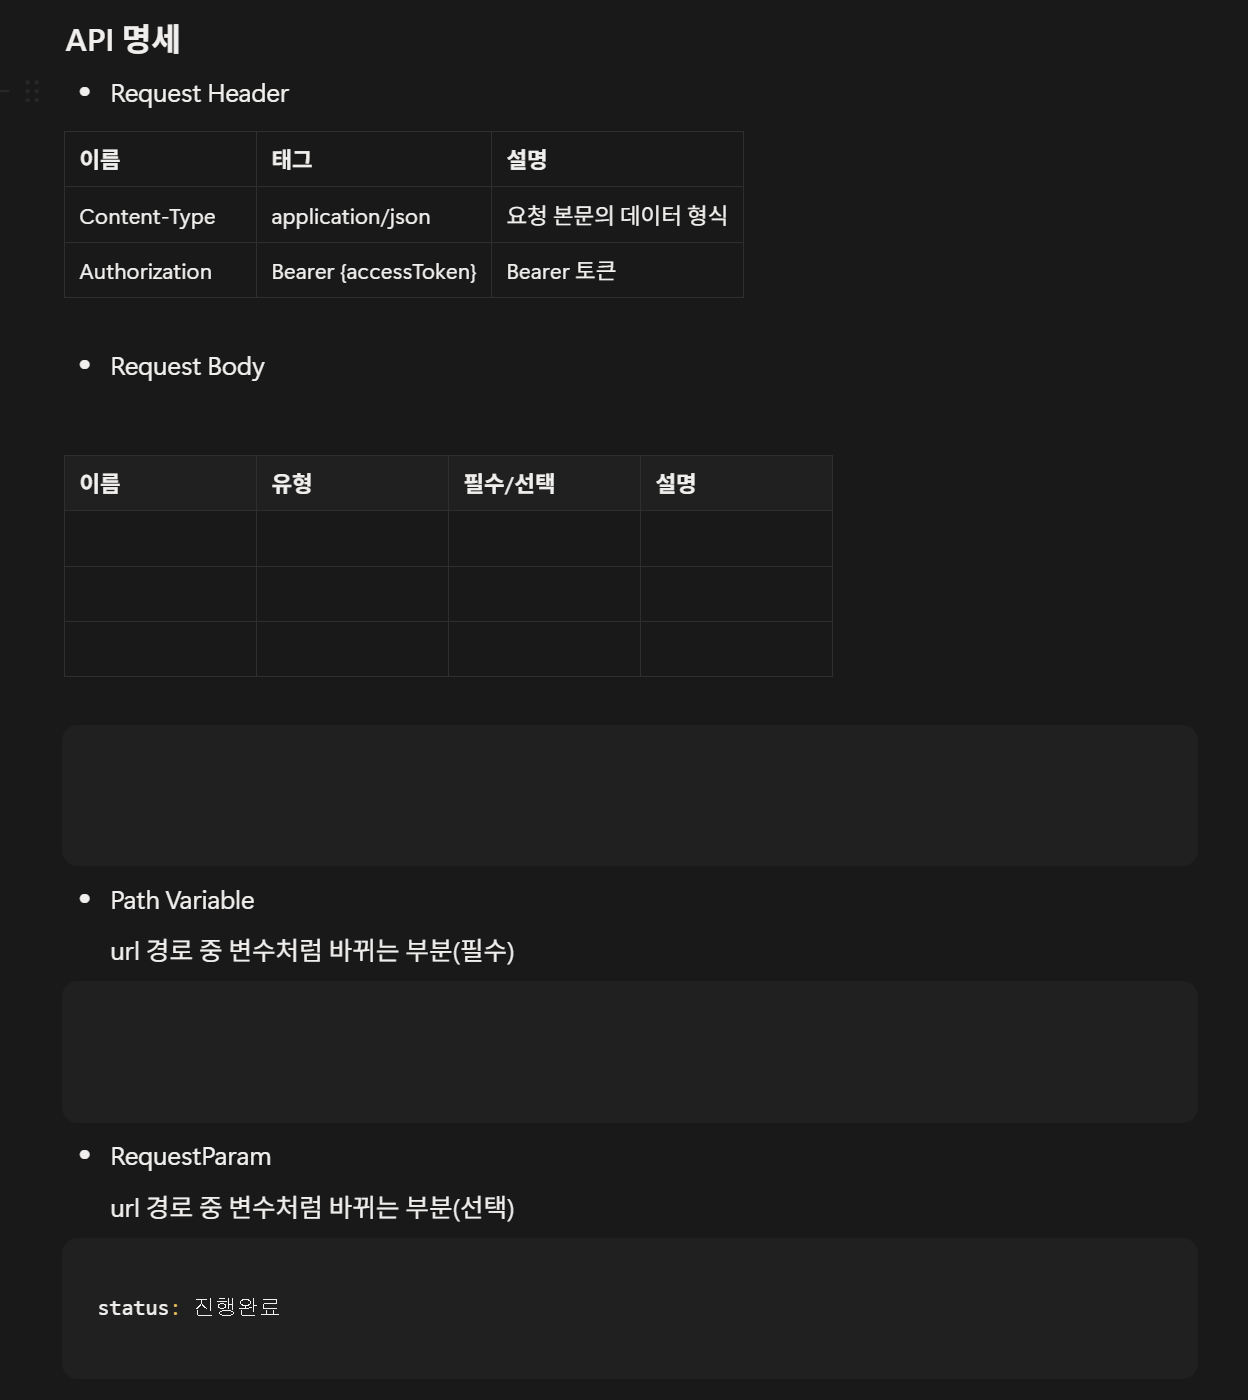 API 명세
Request Header
이름 태그 설명
Content-Type application/json 요청 본문의 데이터 형식
Authorization Bearer {accessToken} Bearer 토큰
Request Body
이름 유형 필수/선택 설명
Path Variable
url 경로 중 변수처럼 바뀌는 부분(필수)
RequestParam
url 경로 중 변수처럼 바뀌는 부분(선택)
status: 진행완료